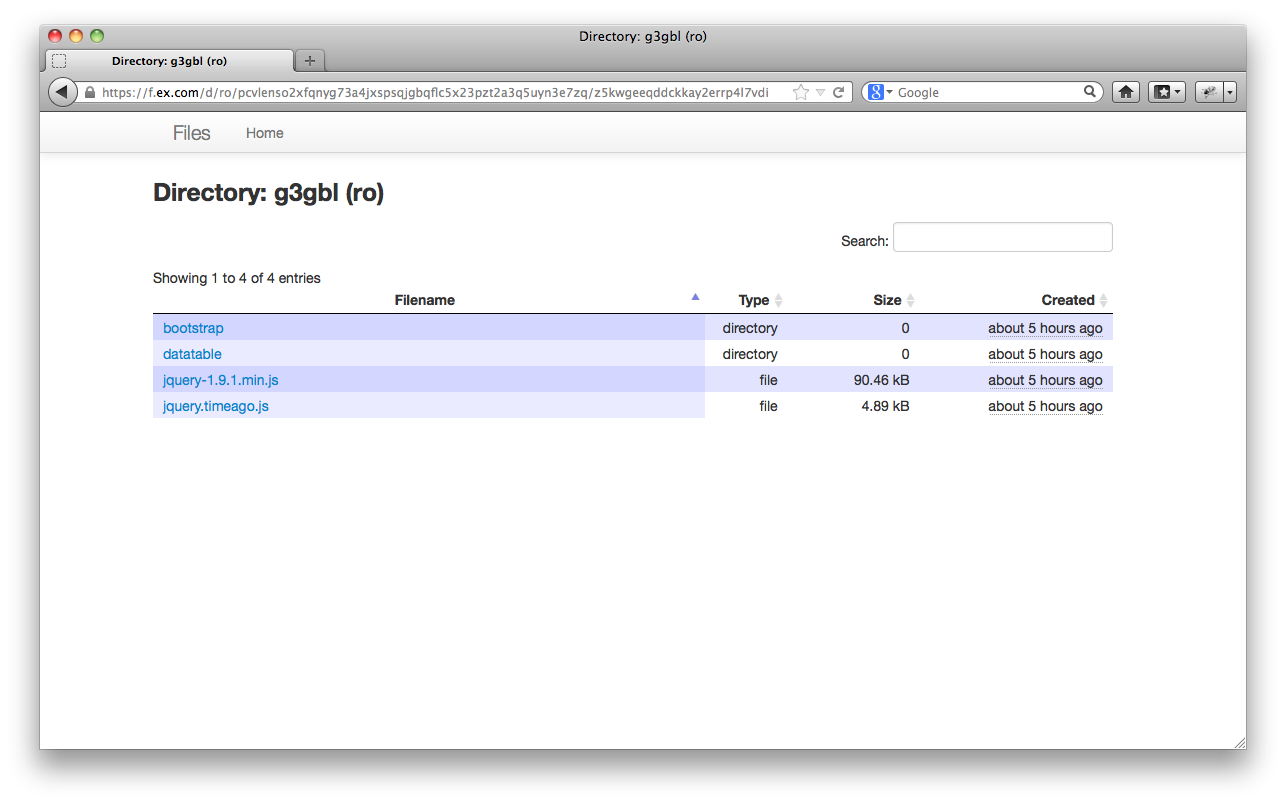 Directory: g3gbl (ro)
Directory: g3gbl (ro)
https://f.ex.com/d/ro/pcvlenso2xfqnyg73a4jxspsqjgbqflc5x23pzt2a3q5uyn3e7zq/z5kwgeeqddckkay2errp4l7vdi
Google
Files Home
Directory: g3gbl (ro)
Search:
Showing 1 to 4 of 4 entries
Filename Type Size Created
bootstrap directory 0 about 5 hours ago
datatable directory 0 about 5 hours ago
jquery-1.9.1.min.js file 90.46 kB about 5 hours ago
jquery.timeago.js file 4.89 kB about 5 hours ago